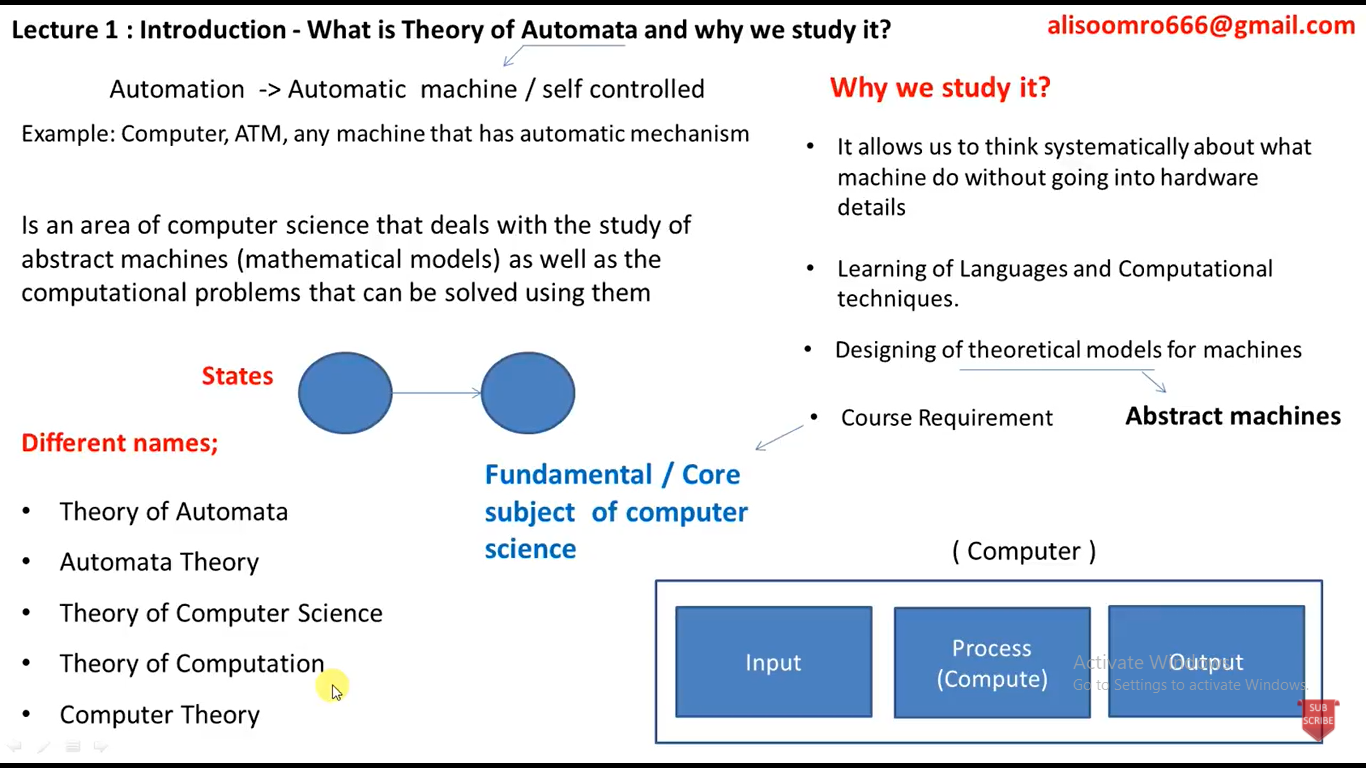 Lecture 1 : Introduction - What is Theory of Automata and why we study it?
alisoomro666@gmail.com
Automation -> Automatic machine / self controlled
Example: Computer, ATM, any machine that has automatic mechanism
Is an area of computer science that deals with the study of
abstract machines (mathematical models) as well as the
computational problems that can be solved using them
States
Different names;
• Theory of Automata
• Automata Theory
• Theory of Computer Science
• Theory of Computation
• Computer Theory
Why we study it?
• It allows us to think systematically about what
machine do without going into hardware
details
• Learning of Languages and Computational
techniques.
• Designing of theoretical models for machines
Abstract machines
• Course Requirement
Fundamental / Core
subject of computer
science
( Computer )
Input
Process
(Compute)
Output
Activate Windows
Go to Settings to activate Windows.
SUB
SCRIBE